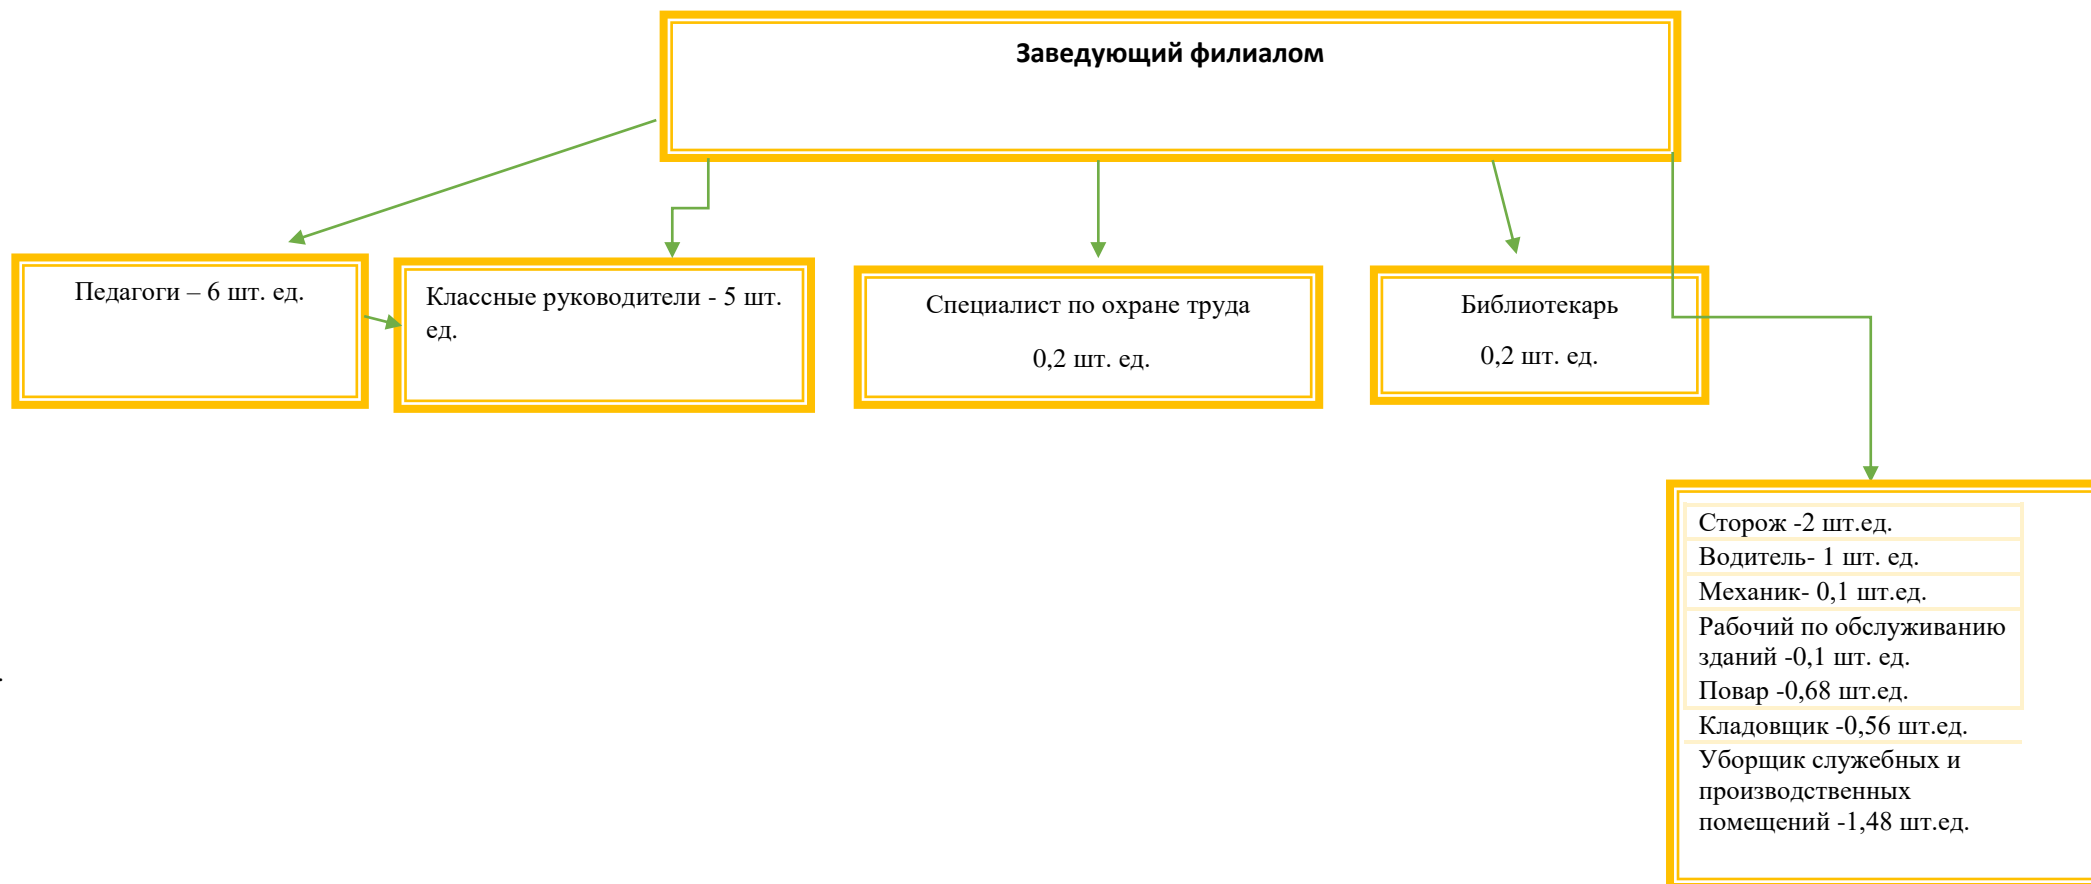 Заведующий филиалом
Педагоги – 6 шт. ед.
Классные руководители - 5 шт.
ед.
Специалист по охране труда
0,2 шт. ед.
Библиотекарь
0,2 шт. ед.
Сторож -2 шт.ед.
Водитель- 1 шт. ед.
Механик- 0,1 шт.ед.
Рабочий по обслуживанию
зданий -0,1 шт. ед.
Повар -0,68 шт.ед.
Кладовщик -0,56 шт.ед.
Уборщик служебных и
производственных
помещений -1,48 шт.ед.
.